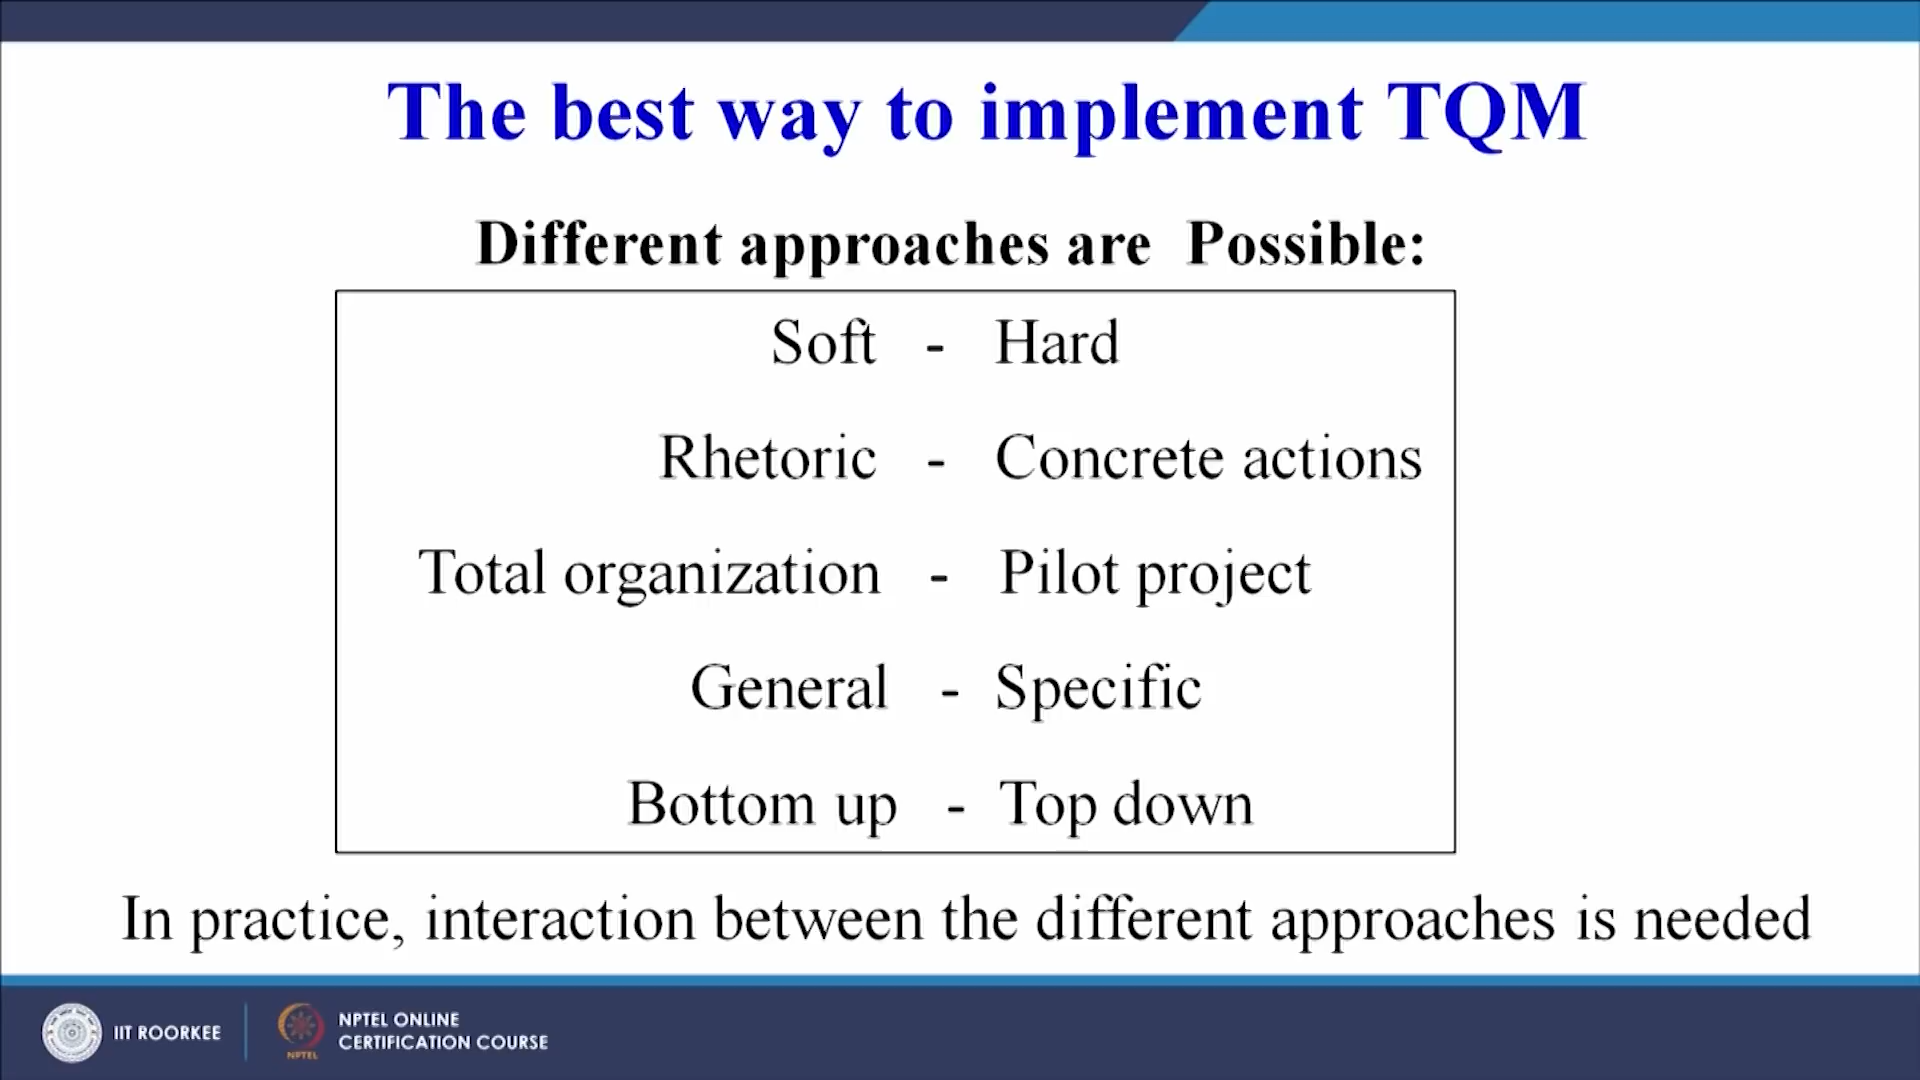 The best way to implement TQM
Different approaches are Possible:
Soft - Hard
Rhetoric - Concrete actions
Total organization - Pilot project
General - Specific
Bottom up - Top down
In practice, interaction between the different approaches is needed
IIT ROORKEE
NPTEL
NPTEL ONLINE
CERTIFICATION COURSE